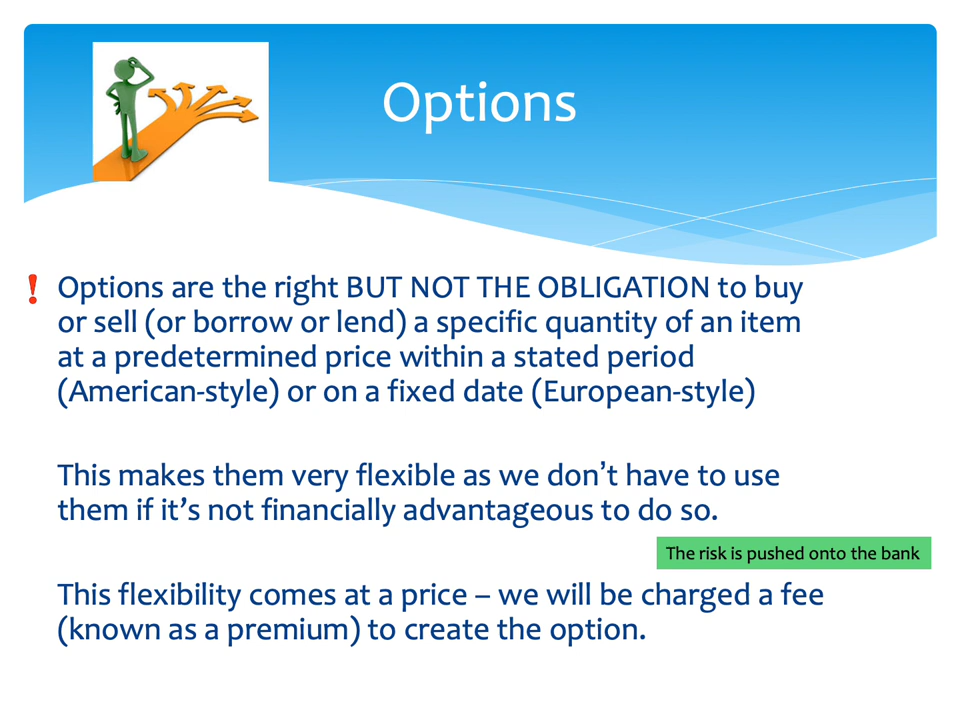 Options
Options are the right BUT NOT THE OBLIGATION to buy
or sell (or borrow or lend) a specific quantity of an item
at a predetermined price within a stated period
(American-style) or on a fixed date (European-style)
This makes them very flexible as we don’t have to use
them if it’s not financially advantageous to do so.
The risk is pushed onto the bank
This flexibility comes at a price – we will be charged a fee
(known as a premium) to create the option.